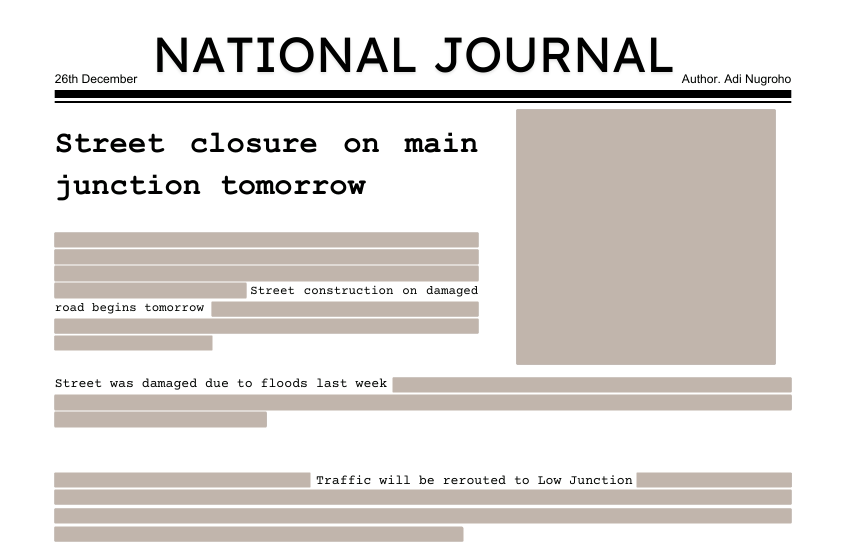 NATIONAL JOURNAL
26th December
Author. Adi Nugroho
Street closure on main
junction tomorrow
Street construction on damaged
road begins tomorrow
Street was damaged due to floods last week
Traffic will be rerouted to Low Junction